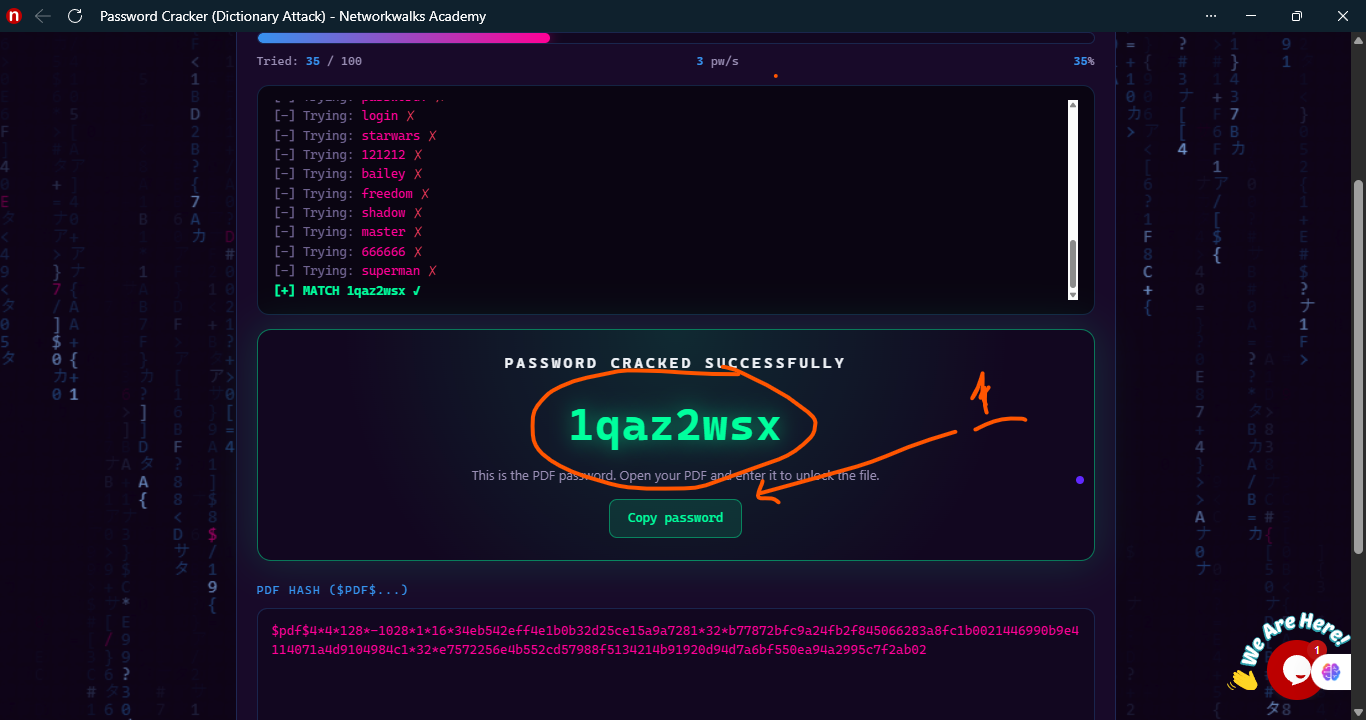 Password Cracker (Dictionary Attack) - Networkwalks Academy
Tried: 35 / 100
3 pw/s
35%
[-] Trying: login ✗
[-] Trying: starwars ✗
[-] Trying: 121212 ✗
[-] Trying: bailey ✗
[-] Trying: freedom ✗
[-] Trying: shadow ✗
[-] Trying: master ✗
[-] Trying: 666666 ✗
[-] Trying: superman ✗
[+] MATCH 1qaz2wsx ✓
PASSWORD CRACKED SUCCESSFULLY
1qaz2wsx
This is the PDF password. Open your PDF and enter it to unlock the file.
Copy password
PDF HASH ($PDF$...)
$pdf$4*4*128*-1028*1*16*34eb542eff4e1b0b32d25ce15a9a7281*32*b77872bfc9a24fb2f845066283a8fc1b0021446990b9e4
114071a4d9104984c1*32*e7572256e4b552cd57988f5134214b91920d94d7a6bf550ea94a2995c7f2ab02
We Are Here!
1